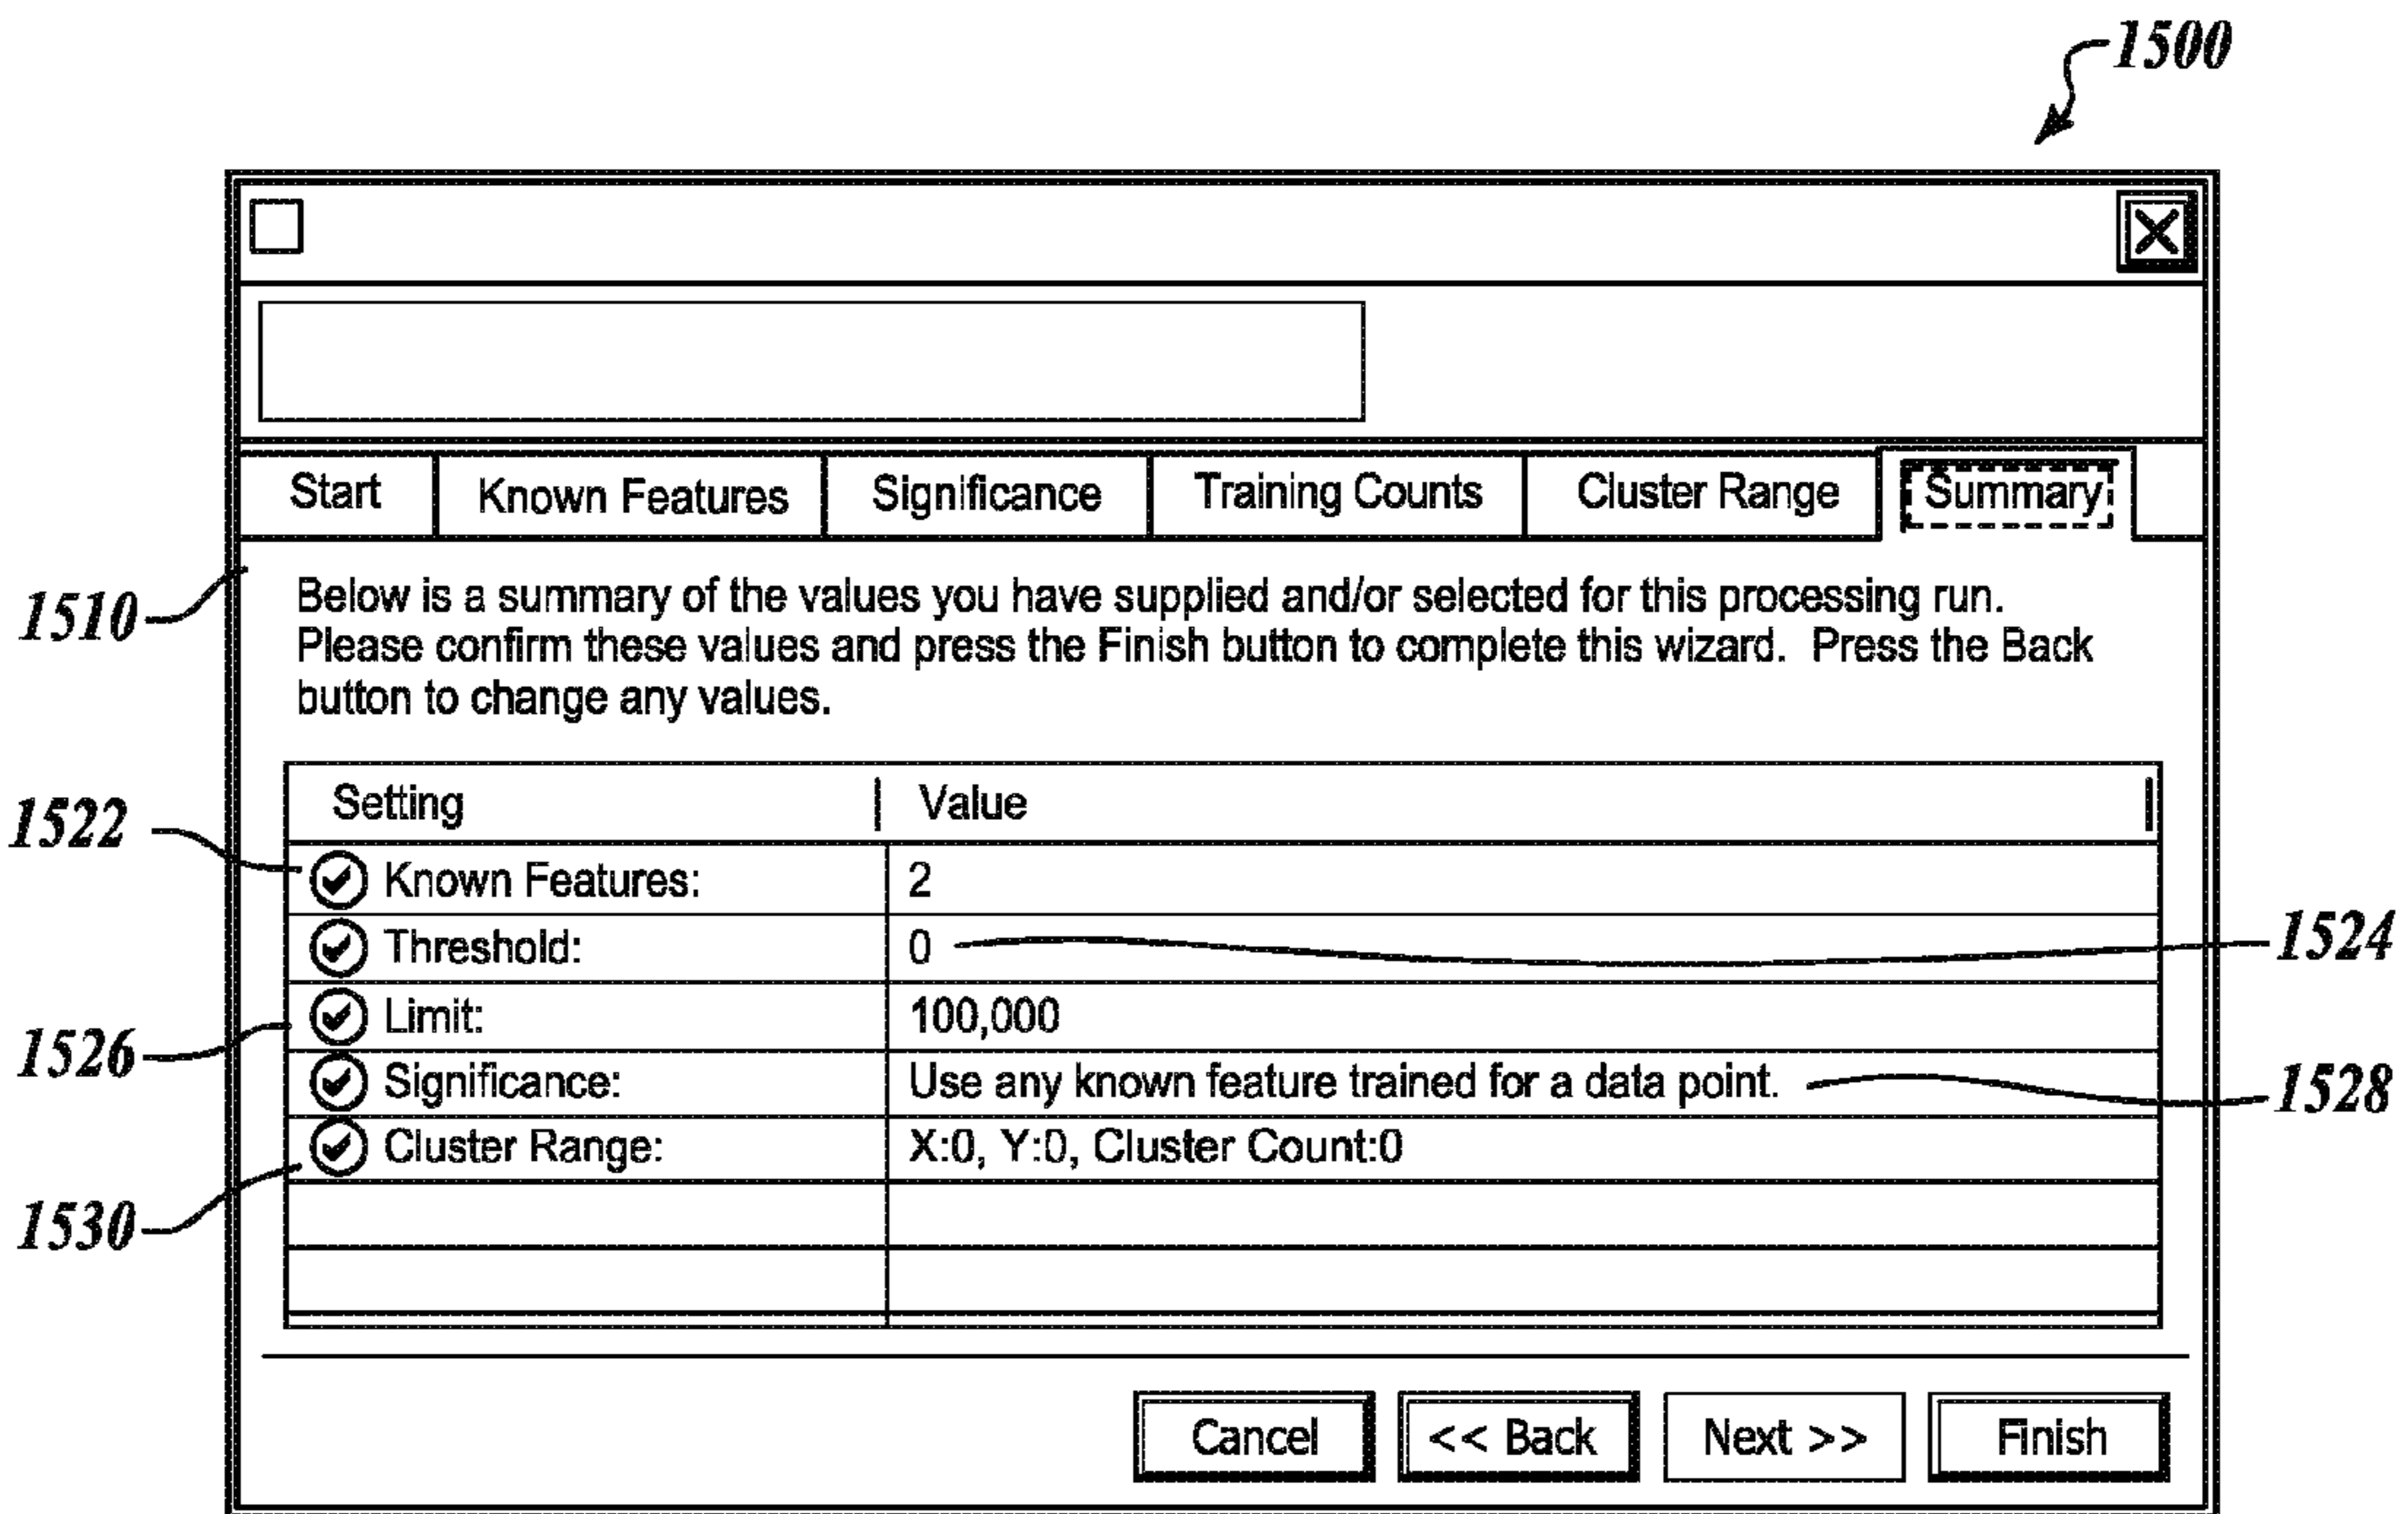 1500
Start Known Features Significance Training Counts Cluster Range Summary
1510
Below is a summary of the values you have supplied and/or selected for this processing run.
Please confirm these values and press the Finish button to complete this wizard. Press the Back
button to change any values.
Setting Value
1522
Known Features: 2
Threshold: 0
1524
Limit: 100,000
1526
Significance: Use any known feature trained for a data point.
1528
Cluster Range: X:0, Y:0, Cluster Count:0
1530
Cancel << Back Next >> Finish